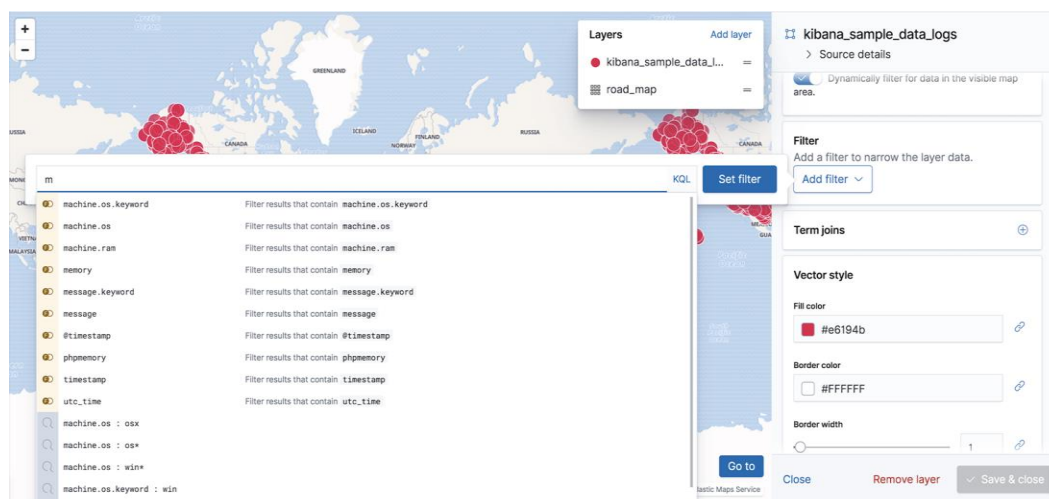 +
−
GREENLAND
ICELAND
FINLAND
NORWAY
RUSSIA
CANADA
CANADA
Layers
Add layer
kibana_sample_data_l...
road_map
kibana_sample_data_logs
Source details
Dynamically filter for data in the visible map
area.
Filter
Add a filter to narrow the layer data.
Add filter
m
KQL
Set filter
machine.os.keyword Filter results that contain machine.os.keyword
machine.os Filter results that contain machine.os
machine.ram Filter results that contain machine.ram
memory Filter results that contain memory
message.keyword Filter results that contain message.keyword
message Filter results that contain message
@timestamp Filter results that contain @timestamp
phpmemory Filter results that contain phpmemory
timestamp Filter results that contain timestamp
utc_time Filter results that contain utc_time
machine.os : osx
machine.os : os*
machine.os : win*
machine.os.keyword : win
Term joins
Vector style
Fill color
#e6194b
Border color
#FFFFFF
Border width
1
Go to
Maps Service
Close
Remove layer
Save & close